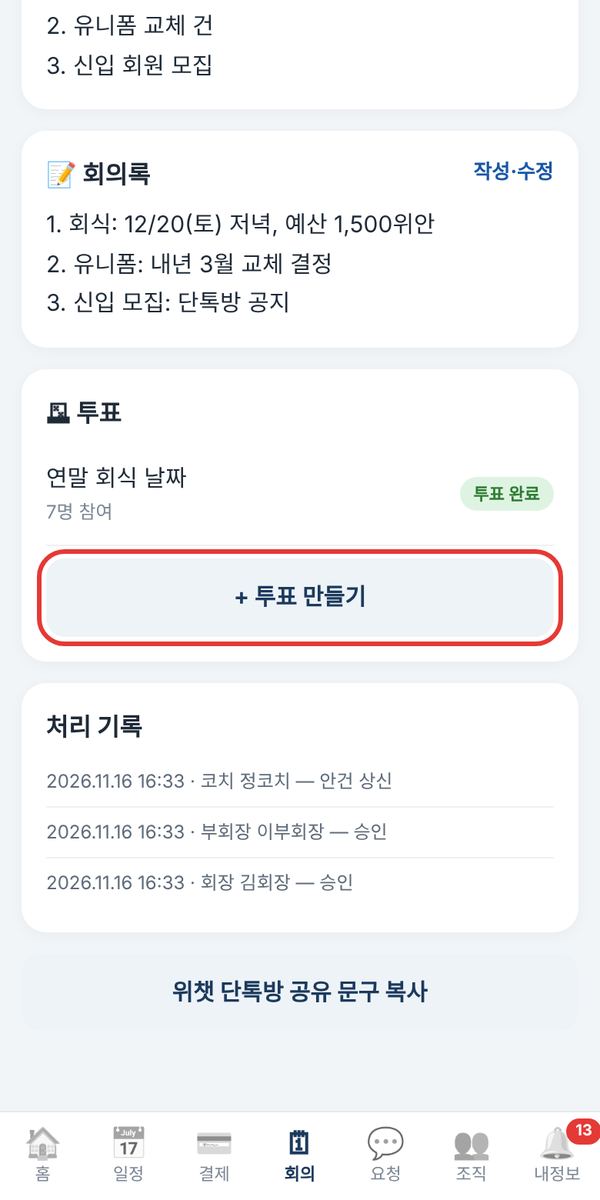 2. 유니폼 교체 건
3. 신입 회원 모집
📝 회의록
작성·수정
1. 회식: 12/20(토) 저녁, 예산 1,500위안
2. 유니폼: 내년 3월 교체 결정
3. 신입 모집: 단톡방 공지
🗳 투표
연말 회식 날짜
7명 참여
투표 완료
+ 투표 만들기
처리 기록
2026.11.16 16:33 · 코치 정코치 — 안건 상신
2026.11.16 16:33 · 부회장 이부회장 — 승인
2026.11.16 16:33 · 회장 김회장 — 승인
위챗 단톡방 공유 문구 복사
July
17
13
홈
일정
결제
회의
요청
조직
내정보